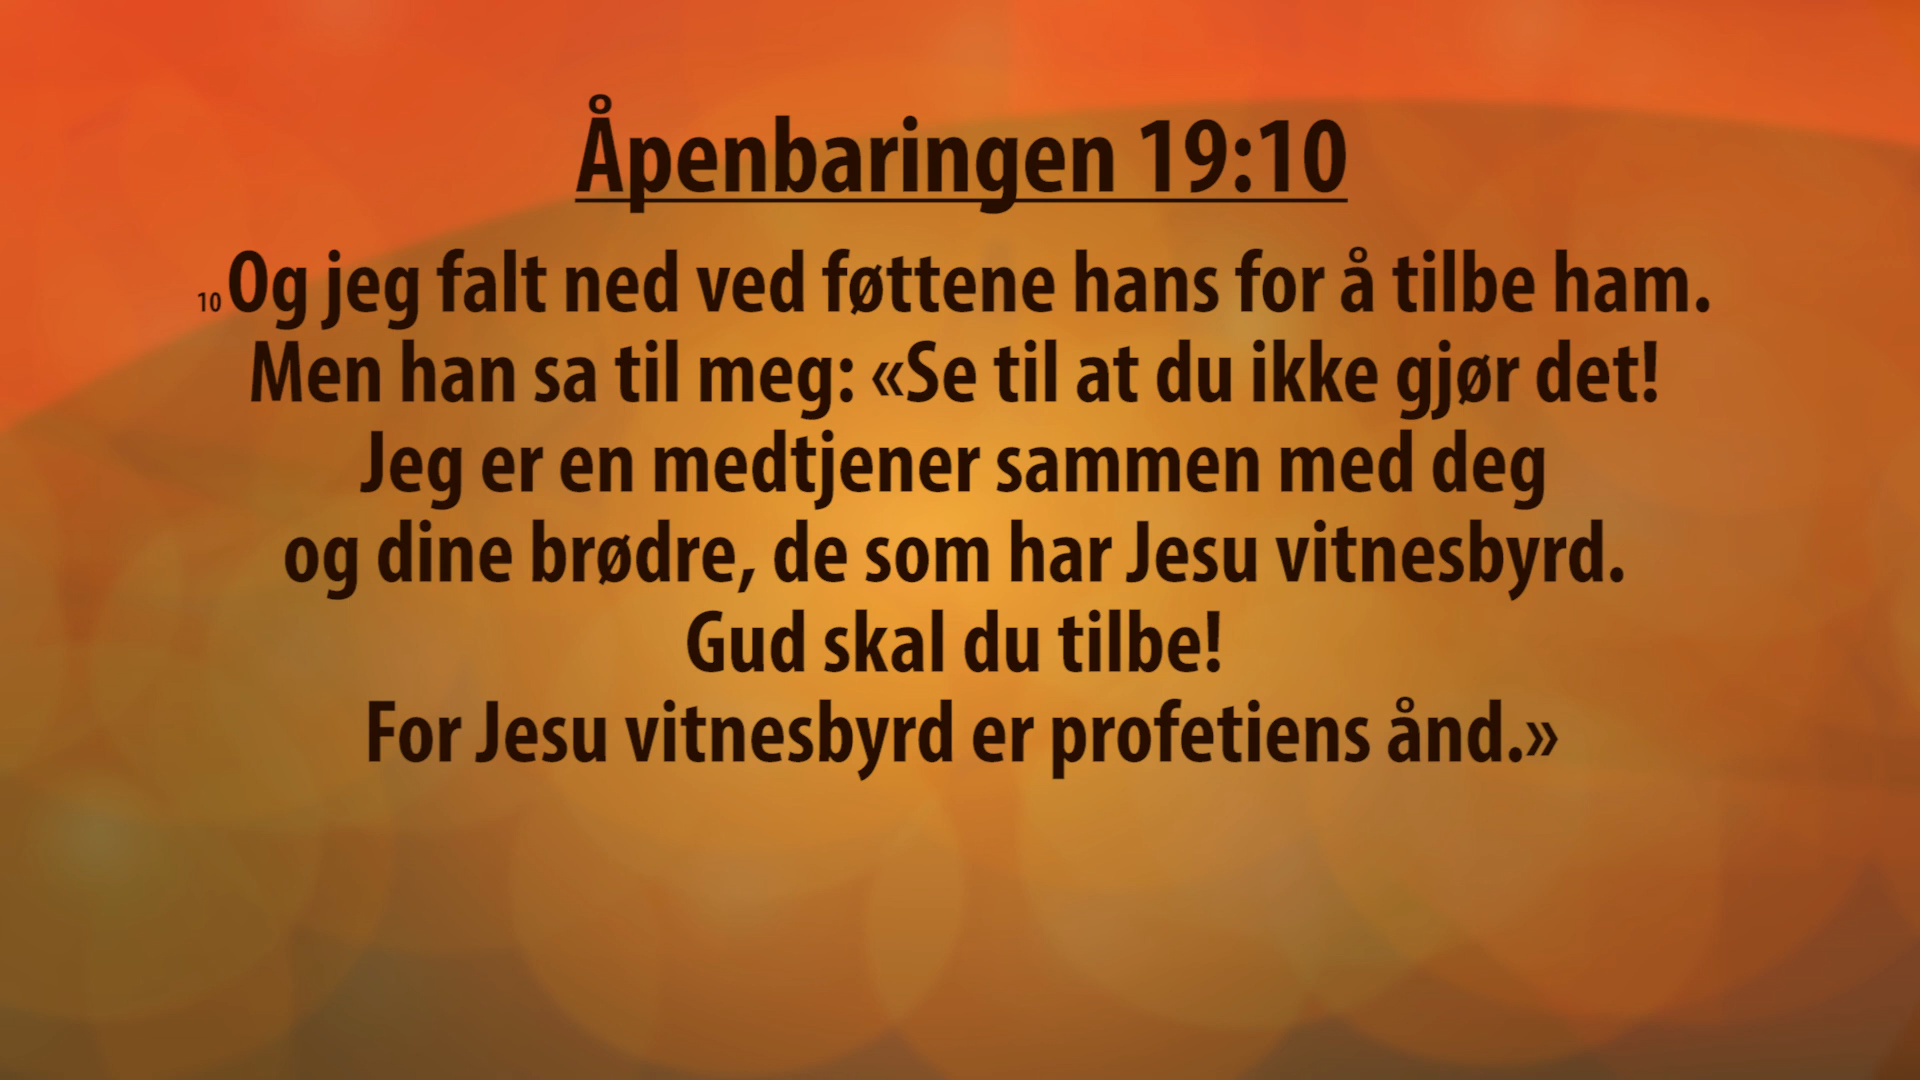 Åpenbaringen 19:10
10 Og jeg falt ned ved føttene hans for å tilbe ham.
Men han sa til meg: «Se til at du ikke gjør det!
Jeg er en medtjener sammen med deg
og dine brødre, de som har Jesu vitnesbyrd.
Gud skal du tilbe!
For Jesu vitnesbyrd er profetiens ånd.»